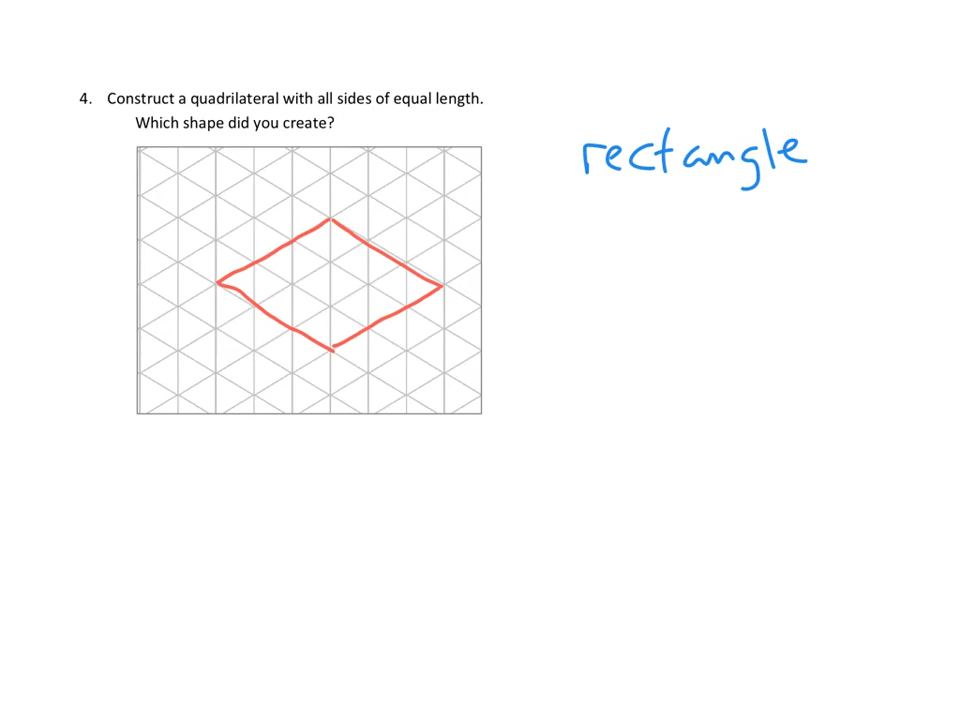 4. Construct a quadrilateral with all sides of equal length.
Which shape did you create?
rectangle